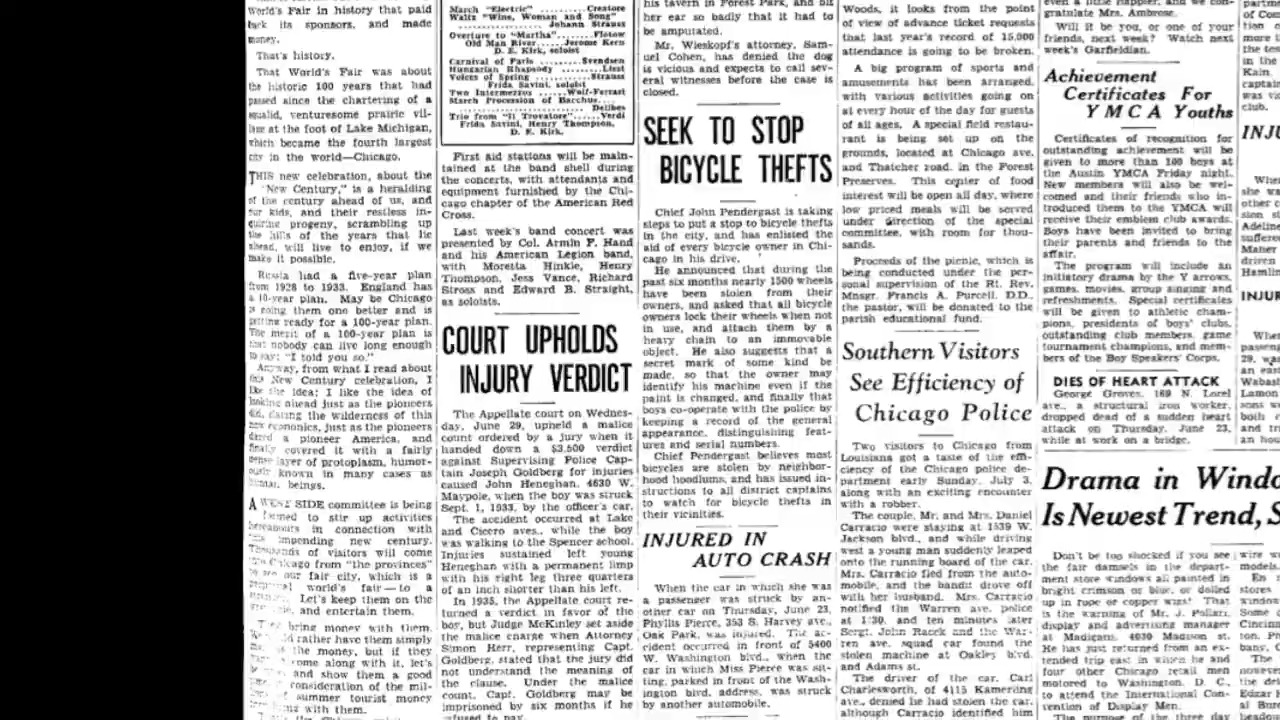 World's Fair in history that paid
back its sponsors, and made
money.
That's history.
That World's Fair was about
the historic 100 years that had
passed since the chartering of a
squalid, venturesome prairie vil-
lage at the foot of Lake Michigan,
which became the fourth largest
city in the world—Chicago.
THIS new celebration, about the
"New Century," is a heralding
of the century ahead of us, and
our kids, and their restless in-
quiring progeny, scrambling up
the hills of the years that lie
ahead, will live to enjoy, if we
make it possible.
Russia had a five-year plan
from 1928 to 1933. England has
a 10-year plan. May be Chicago
is going them one better and is
getting ready for a 100-year plan.
The merit of a 100-year plan is
that nobody can live long enough
to say: "I told you so."
Anyway, from what I read about
this New Century celebration, I
like the idea; I like the idea of
looking ahead just as the pioneers
did, daring the wilderness of this
new economics, just as the pioneers
dared a pioneer America, and
finally covered it with a fairly
dense layer of protoplasm, humor-
ously known in many cases as
human beings.
A WEST SIDE committee is being
formed to stir up activities
hereabouts in connection with
impending new century.
Thousands of visitors will come
Chicago from "the provinces"
our fair city, which is a
world's fair—to a
Let's keep them on the
and entertain them.
bring money with them.
rather have them simply
the money, but if they
come along with it, let's
and show them a good
consideration of the mil-
summer tourist money
with them.
March "Electric" Creatore
Waltz "Wine, Woman and Song"
Johann Strauss
Overture to "Martha" Flotow
Old Man River Jerome Kern
D. E. Kirk, soloist
Carnival of Paris Svendsen
Hungarian Rhapsody Liszt
Voices of Spring Strauss
Frida Savini, soloist
Two Intermezzos Wolf-Ferrari
March Procession of Bacchus
Delibes
Trio from "Il Trovatore" Verdi
Frida Savini, Henry Thompson,
D. E. Kirk.
First aid stations will be main-
tained at the band shell during
the concerts, with attendants and
equipment furnished by the Chi-
cago chapter of the American Red
Cross.
Last week's band concert was
presented by Col. Armin F. Hand
and his American Legion band,
with Moretta Hinkle, Henry
Thompson, Jess Vance, Richard
Stross and Edward B. Straight,
as soloists.
COURT UPHOLDS
INJURY VERDICT
The Appellate court on Wednes-
day, June 29, upheld a malice
count ordered by a jury when it
handed down a $3,500 verdict
against Supervising Police Cap-
tain Joseph Goldberg for injuries
caused John Heneghan, 4630 W.
Maypole, when the boy was struck
Sept. 1, 1933, by the officer's car.
The accident occurred at Lake
and Cicero aves., while the boy
was walking to the Spencer school.
Injuries sustained left young
Heneghan with a permanent limp
with his right leg three quarters
of an inch shorter than his left.
In 1935, the Appellate court re-
turned a verdict in favor of the
boy, but Judge McKinley set aside
the malice charge when Attorney
Simon Herr, representing Capt.
Goldberg, stated that the jury did
not understand the meaning of
the clause. Under the malice
count, Capt. Goldberg may be
imprisoned by six months if he
refused to pay.
his tavern in Forest Park, and bit
her ear so badly that it had to
be amputated.
Mr. Wieskopf's attorney, Sam-
uel Cohen, has denied the dog
is vicious and expects to call sev-
eral witnesses before the case is
closed.
SEEK TO STOP
BICYCLE THEFTS
Chief John Pendergast is taking
steps to put a stop to bicycle thefts
in the city, and has enlisted the
aid of every bicycle owner in Chi-
cago in his drive.
He announced that during the
past six months nearly 1500 wheels
have been stolen from their
owners, and asked that all bicycle
owners lock their wheels when not
in use, and attach them by a
heavy chain to an immovable
object. He also suggests that a
secret mark of some kind be
made, so that the owner may
identify his machine even if the
paint is changed, and finally that
boys co-operate with the police by
keeping a record of the general
appearance, distinguishing feat-
ures and serial numbers.
Chief Pendergast believes most
bicycles are stolen by neighbor-
hood hoodlums, and has issued in-
structions to all district captains
to watch for bicycle thefts in
their vicinities.
INJURED IN
AUTO CRASH
When the car in which she was
a passenger was struck by an-
other car on Thursday, June 23,
Phyllis Pierce, 353 S. Harvey ave.,
Oak Park, was injured. The ac-
cident occurred in front of 5400
W. Washington blvd., when the
car in which Miss Pierce was sit-
ting, parked in front of the Wash-
ington blvd. address, was struck
by another automobile.
Woods, it looks from the point
of view of advance ticket requests
that last year's record of 15,000
attendance is going to be broken.
A big program of sports and
amusements has been arranged,
with various activities going on
at every hour of the day for guests
of all ages. A special field restau-
rant is being set up on the
grounds, located at Chicago ave.
and Thatcher road, in the Forest
Preserves. This center of food
interest will be open all day, where
low priced meals will be served
under direction of the special
committee, with room for thou-
sands.
Proceeds of the picnic, which is
being conducted under the per-
sonal supervision of the Rt. Rev.
Mnsgr. Francis A. Purcell, D.D.,
the pastor, will be donated to the
parish educational fund.
Southern Visitors
See Efficiency of
Chicago Police
Two visitors to Chicago from
Louisiana got a taste of the effi-
ciency of the Chicago police de-
partment early Sunday, July 3,
along with an exciting encounter
with a robber.
The couple, Mr. and Mrs. Daniel
Carracio were staying at 1539 W.
Jackson blvd., and while driving
west a young man suddenly leaped
onto the running board of the car.
Mrs. Carracio fled from the auto-
mobile, and the bandit drove off
with her husband. Mrs. Carracio
notified the Warren ave. police
at 1:30, and ten minutes later
Sergt. John Raeck and the War-
ren ave. squad car found the
stolen machine at Oakley blvd.
and Adams st.
The driver of the car, Carl
Charlesworth, of 4115 Kamerling
ave., denied he had stolen the car,
although Carracio identified him
even a little happier, and we con-
gratulate Mrs. Ambrose.
Will it be you, or one of your
friends, next week? Watch next
week's Garfieldian.
Achievement
Certificates For
YMCA Youths
Certificates of recognition for
outstanding achievement will be
given to more than 100 boys at
the Austin YMCA Friday night.
New members will also be wel-
comed and their friends who in-
troduced them to the YMCA will
receive their emblem club awards.
Boys have been invited to bring
their parents and friends to the
affair.
The program will include an
initiatory drama by the Y arrows,
games, movies, group singing and
refreshments. Special certificates
will be given to athletic cham-
pions, presidents of boys' clubs,
outstanding club members, game
tournament champions, and mem-
bers of the Boy Speakers' Corps.
DIES OF HEART ATTACK
George Groves, 169 N. Lorel
ave., a structural iron worker,
dropped dead of a sudden heart
attack on Thursday, June 23,
while at work on a bridge.
Drama in Windo
Is Newest Trend, S
Don't be too shocked if you see
the fair damsels in the depart-
ment store windows all painted in
bright crimson or blue, or dolled
up in rope or copper wire! That
is the warning of Mr. J. Pollari,
display and advertising manager
at Madigans, 4030 Madison st.
He has just returned from an ex-
tended trip east in which he and
four other Chicago retail men
motored to Washington, D. C.,
to attend the International Con-
vention of Display Men.
The purpose of the three day